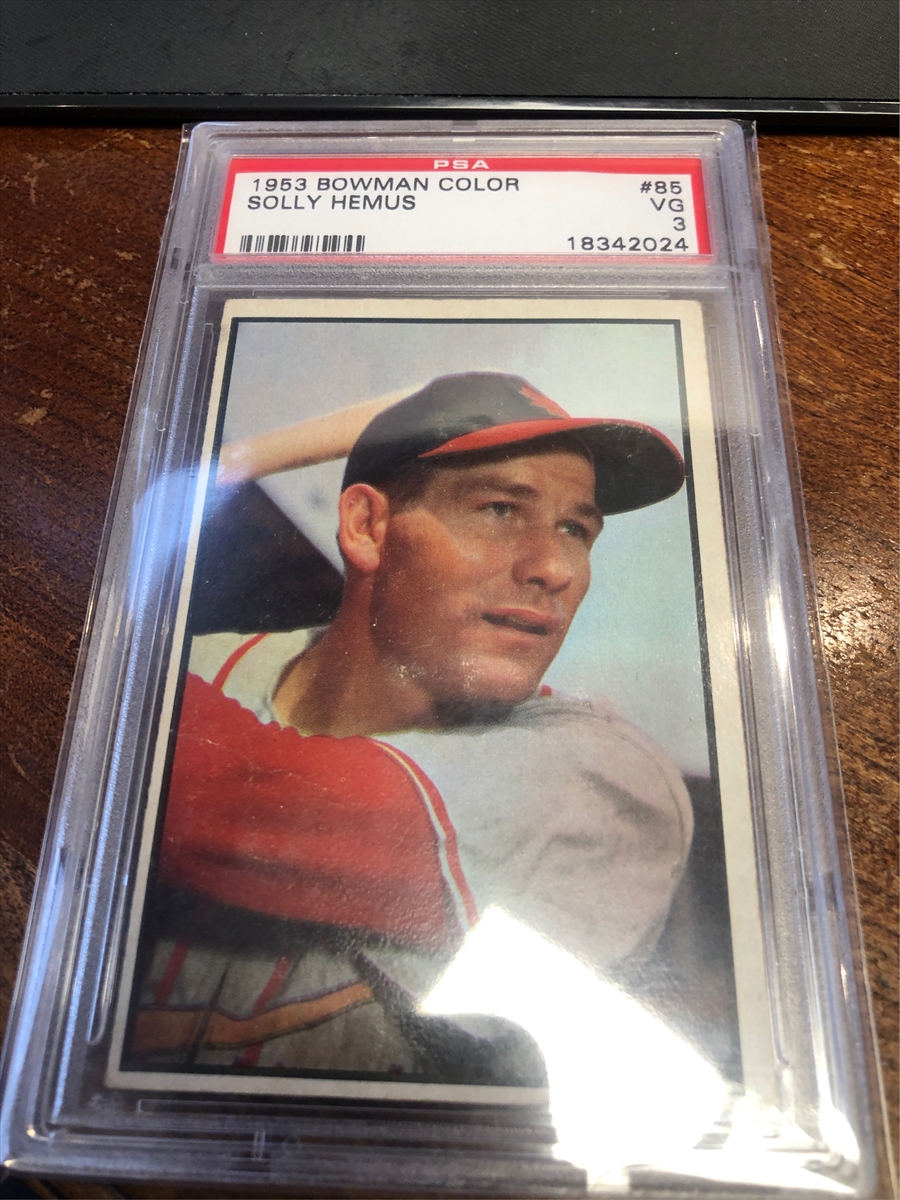 PSA
1953 BOWMAN COLOR #85
SOLLY HEMUS VG
3
18342024